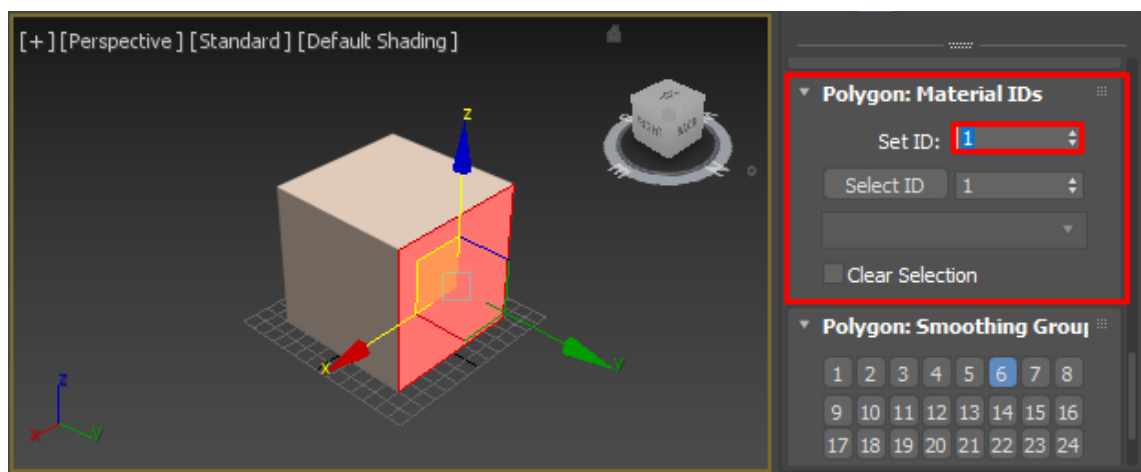 [+] [Perspective] [Standard] [Default Shading]
z
x
y
z
x
y
RIGHT
BACK
Polygon: Material IDs
Set ID: 1
Select ID 1
Clear Selection
Polygon: Smoothing Group
1 2 3 4 5 6 7 8
9 10 11 12 13 14 15 16
17 18 19 20 21 22 23 24